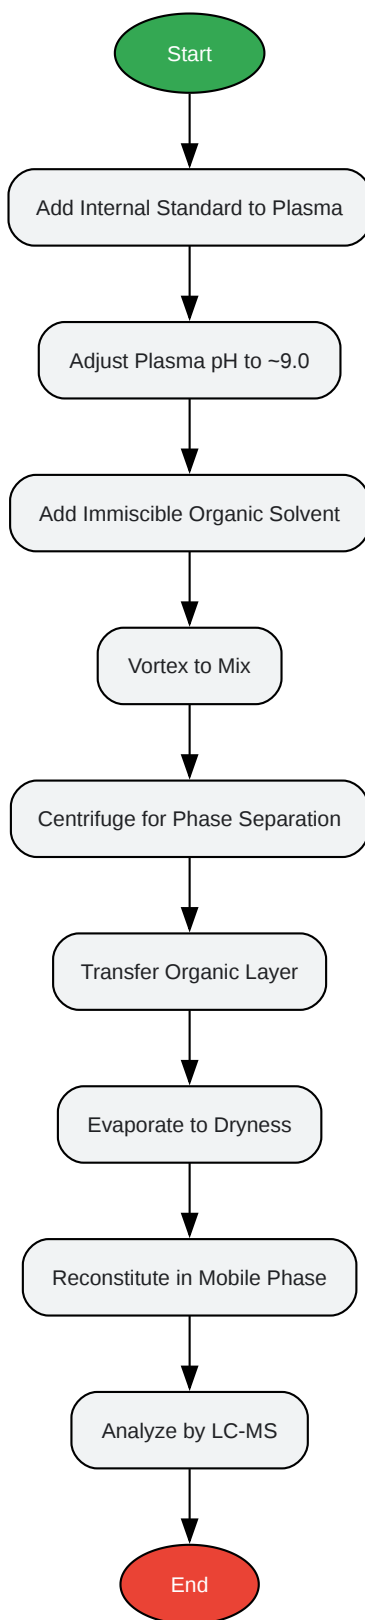 Start
Add Internal Standard to Plasma
Adjust Plasma pH to ~9.0
Add Immiscible Organic Solvent
Vortex to Mix
Centrifuge for Phase Separation
Transfer Organic Layer
Evaporate to Dryness
Reconstitute in Mobile Phase
Analyze by LC-MS
End